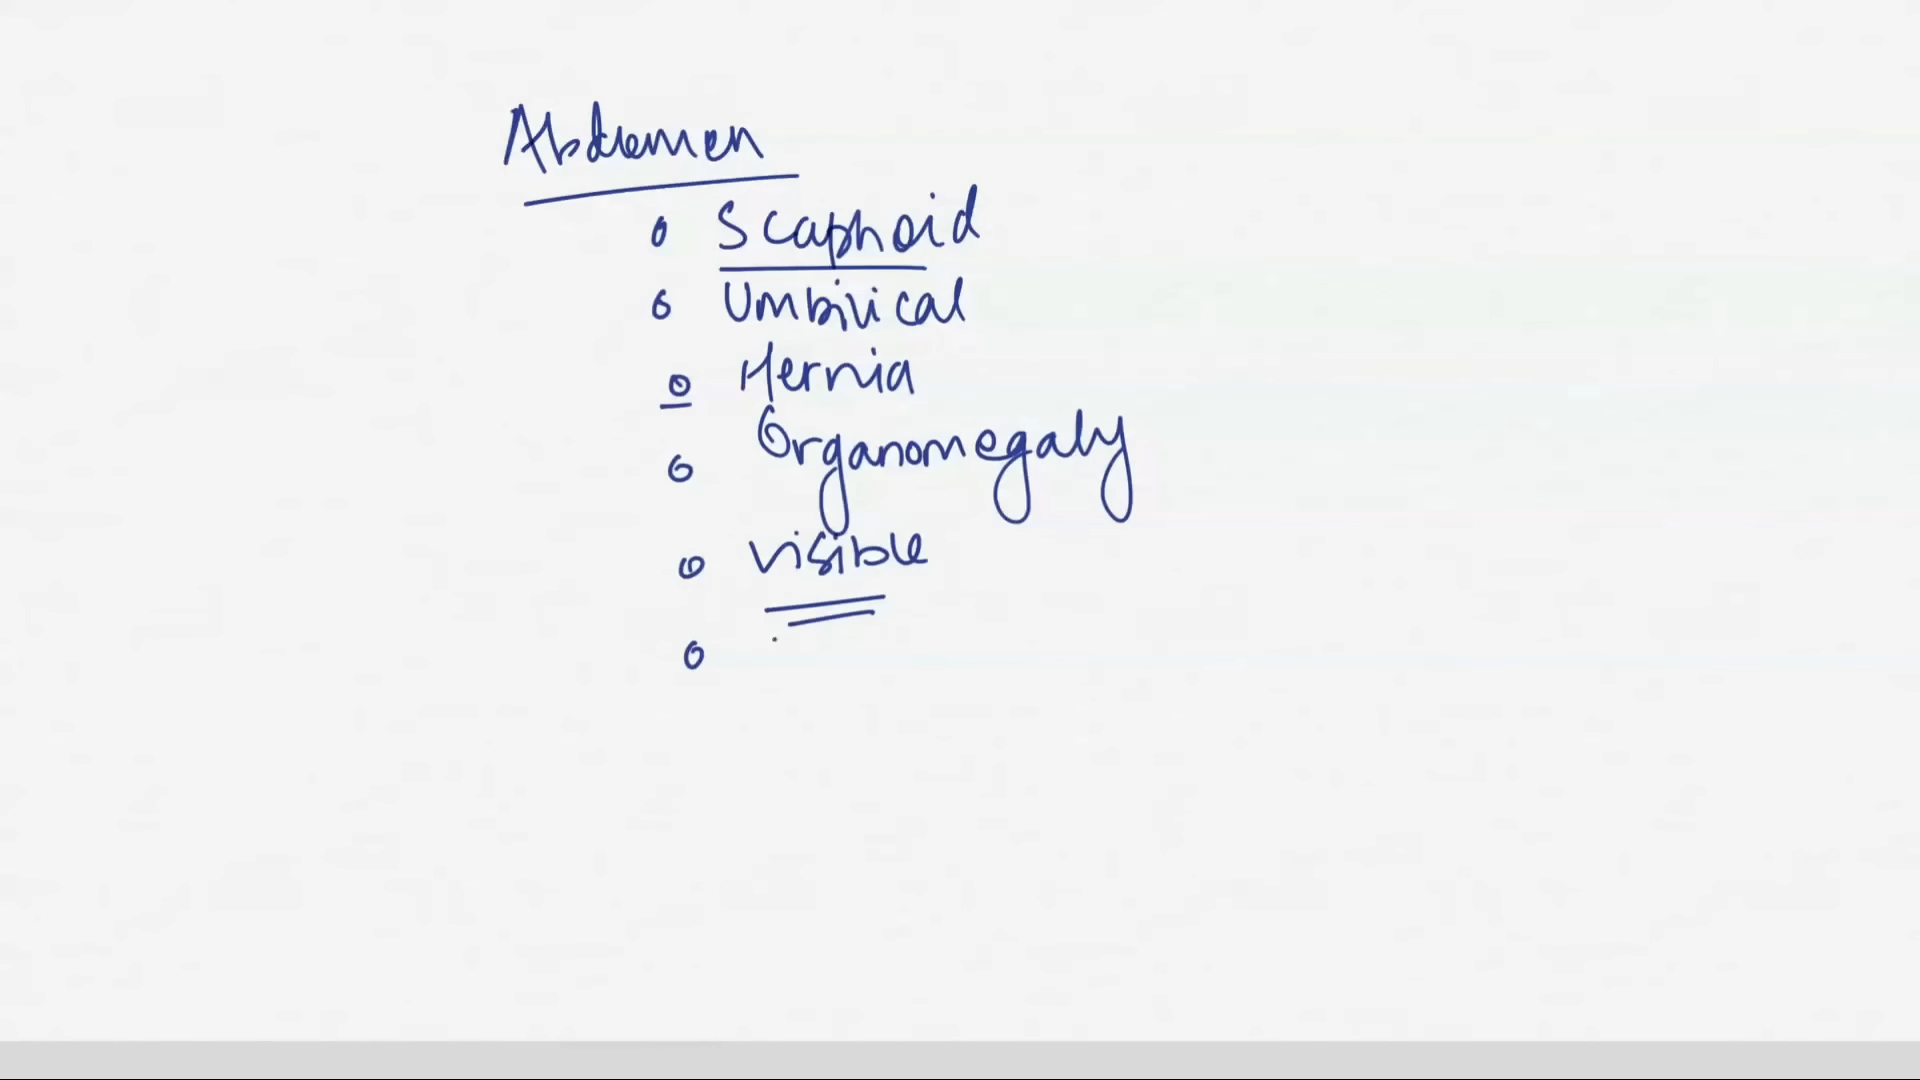 Abdomen
Scaphoid
Umbilical
Hernia
Organomegaly
visible